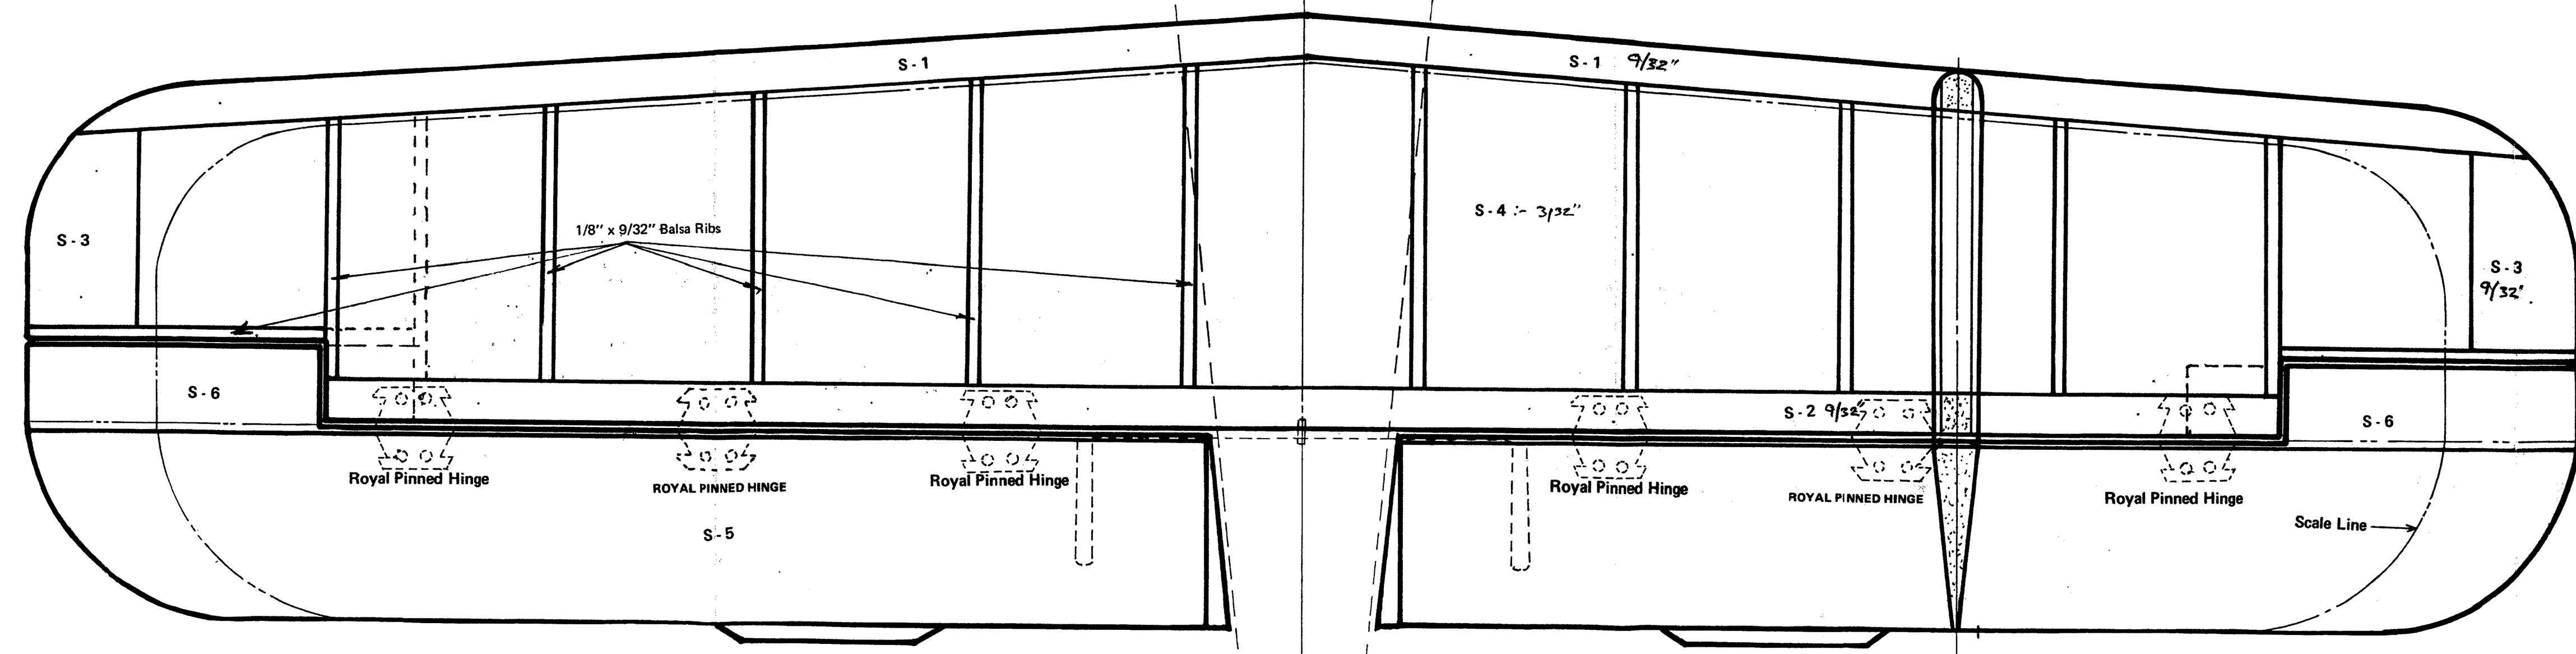 S-1
S-1 9/32"
S-3
1/8" x 9/32" Balsa Ribs
S-4 :- 3/32"
S-3
9/32"
S-6
S-2 9/32"
S-6
Royal Pinned Hinge
ROYAL PINNED HINGE
Royal Pinned Hinge
Royal Pinned Hinge
ROYAL PINNED HINGE
Royal Pinned Hinge
S-5
Scale Line